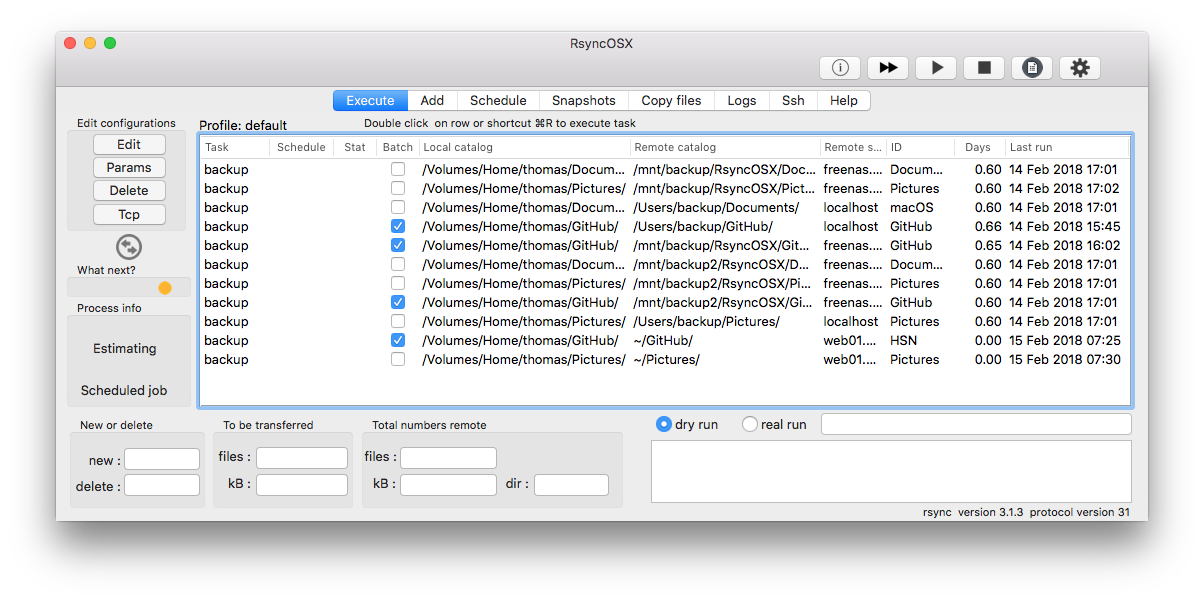 RsyncOSX
Execute Add Schedule Snapshots Copy files Logs Ssh Help
Edit configurations
Profile: default
Double click on row or shortcut ⌘R to execute task
Edit
Params
Delete
Tcp
What next?
Process info
Estimating
Scheduled job
Task Schedule Stat Batch Local catalog Remote catalog Remote s... ID Days Last run
backup /Volumes/Home/thomas/Docum... /mnt/backup/RsyncOSX/Doc... freenas.... Docum... 0.60 14 Feb 2018 17:01
backup /Volumes/Home/thomas/Pictures/ /mnt/backup/RsyncOSX/Pict... freenas.... Pictures 0.60 14 Feb 2018 17:02
backup /Volumes/Home/thomas/Docum... /Users/backup/Documents/ localhost macOS 0.60 14 Feb 2018 17:01
backup /Volumes/Home/thomas/GitHub/ /Users/backup/GitHub/ localhost GitHub 0.66 14 Feb 2018 15:45
backup /Volumes/Home/thomas/GitHub/ /mnt/backup/RsyncOSX/Git... freenas.... GitHub 0.65 14 Feb 2018 16:02
backup /Volumes/Home/thomas/Docum... /mnt/backup2/RsyncOSX/D... freenas.... Docum... 0.60 14 Feb 2018 17:01
backup /Volumes/Home/thomas/Pictures/ /mnt/backup2/RsyncOSX/Pi... freenas.... Pictures 0.60 14 Feb 2018 17:01
backup /Volumes/Home/thomas/GitHub/ /mnt/backup2/RsyncOSX/Gi... freenas.... GitHub 0.60 14 Feb 2018 17:01
backup /Volumes/Home/thomas/Pictures/ /Users/backup/Pictures/ localhost Pictures 0.60 14 Feb 2018 17:01
backup /Volumes/Home/thomas/GitHub/ ~/GitHub/ web01.... HSN 0.00 15 Feb 2018 07:25
backup /Volumes/Home/thomas/Pictures/ ~/Pictures/ web01.... Pictures 0.00 15 Feb 2018 07:30
New or delete
new :
delete :
To be transferred
files :
kB :
Total numbers remote
files :
kB : dir :
dry run real run
rsync version 3.1.3 protocol version 31